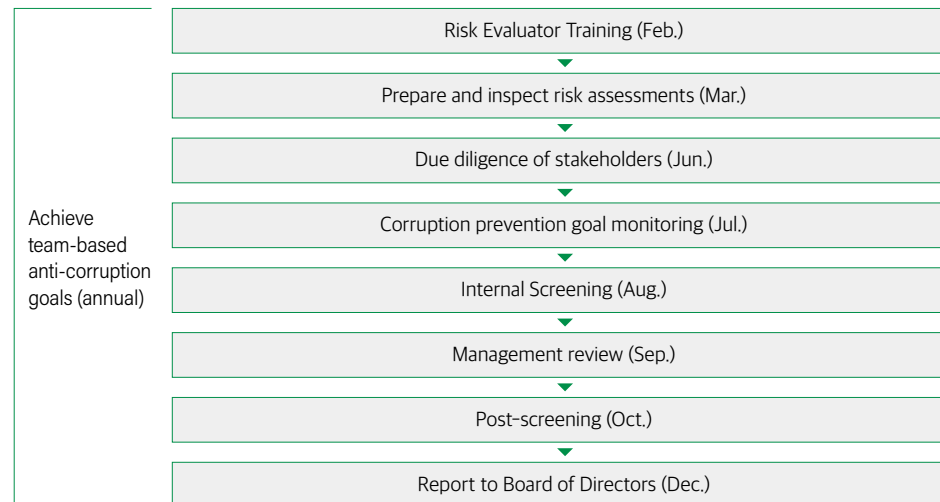 Risk Evaluator Training (Feb.)
Prepare and inspect risk assessments (Mar.)
Due diligence of stakeholders (Jun.)
Achieve
team-based
anti-corruption
goals (annual)
Corruption prevention goal monitoring (Jul.)
Internal Screening (Aug.)
Management review (Sep.)
Post-screening (Oct.)
Report to Board of Directors (Dec.)